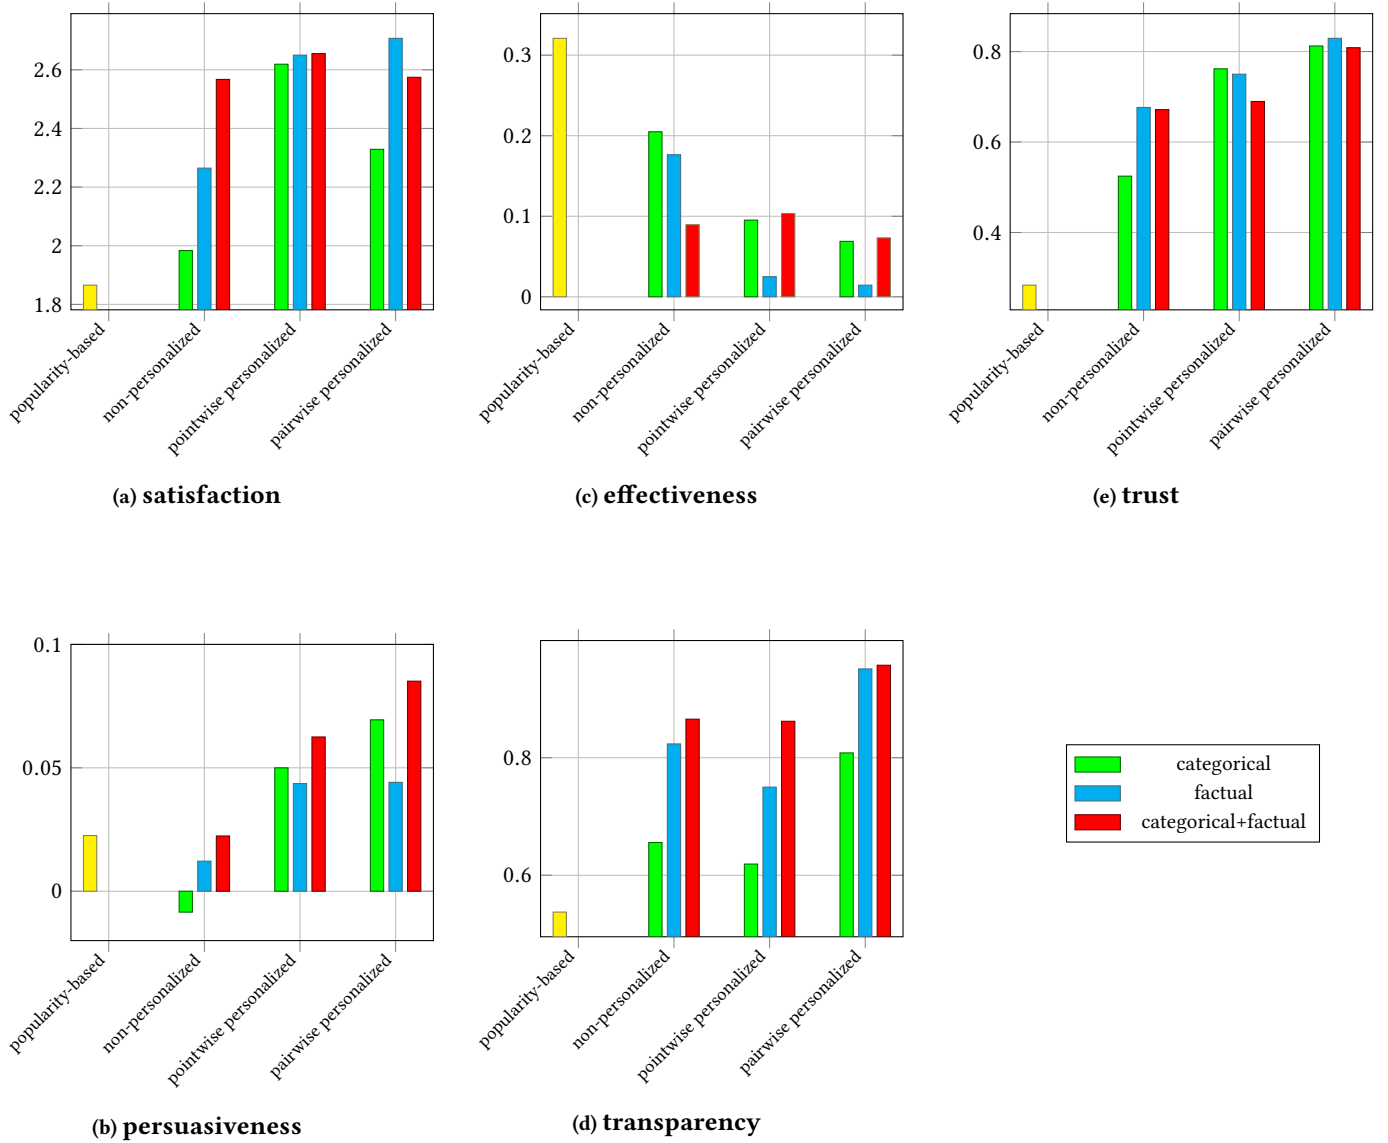 2.6
2.4
2.2
2
1.8
popularity-based
non-personalized
pointwise personalized
pairwise personalized
(a) satisfaction
0.3
0.2
0.1
0
popularity-based
non-personalized
pointwise personalized
pairwise personalized
(c) effectiveness
0.8
0.6
0.4
popularity-based
non-personalized
pointwise personalized
pairwise personalized
(e) trust
0.1
0.05
0
popularity-based
non-personalized
pointwise personalized
pairwise personalized
(b) persuasiveness
0.8
0.6
popularity-based
non-personalized
pointwise personalized
pairwise personalized
(d) transparency
categorical
factual
categorical+factual